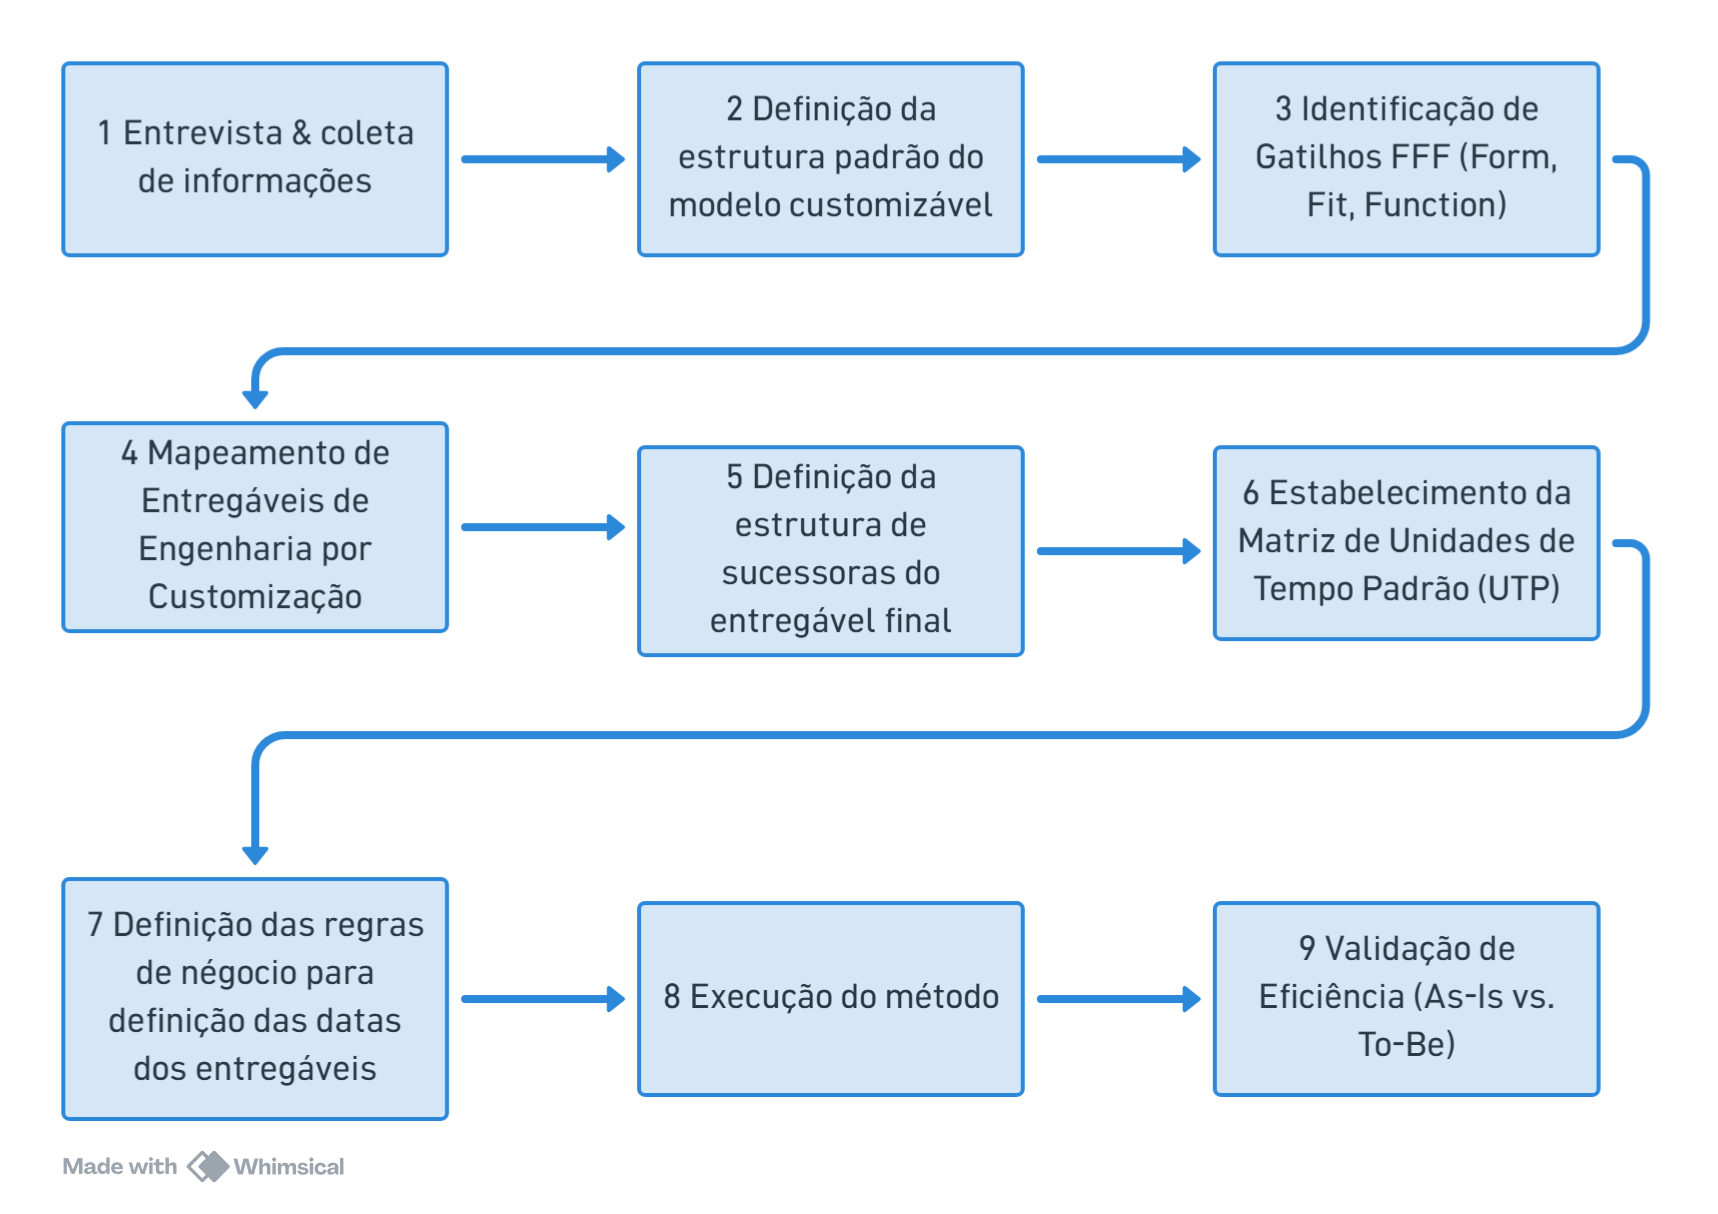 1 Entrevista & coleta
de informações
2 Definição da
estrutura padrão do
modelo customizável
3 Identificação de
Gatilhos FFF (Form,
Fit, Function)
4 Mapeamento de
Entregáveis de
Engenharia por
Customização
5 Definição da
estrutura de
sucessoras do
entregável final
6 Estabelecimento da
Matriz de Unidades de
Tempo Padrão (UTP)
7 Definição das regras
de négocio para
definição das datas
dos entregáveis
8 Execução do método
9 Validação de
Eficiência (As-Is vs.
To-Be)
Made with Whimsical